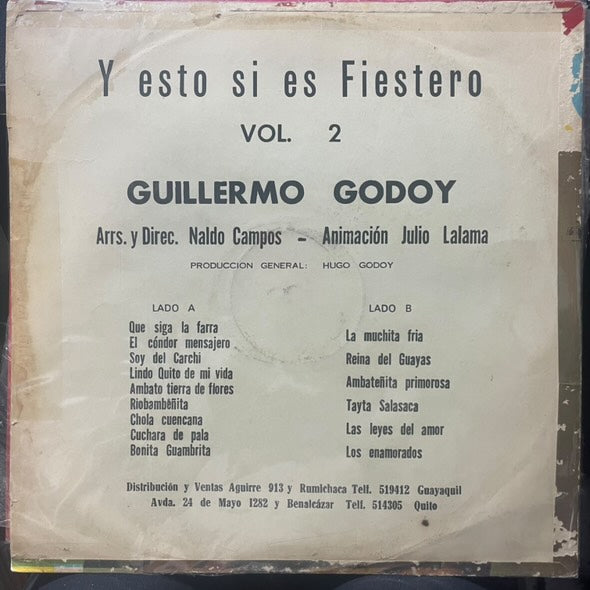 Y esto si es Fiestero
VOL. 2
GUILLERMO GODOY
Arrs. y Direc. Naldo Campos - Animación Julio Lalama
PRODUCCION GENERAL: HUGO GODOY
LADO A
Que siga la farra
El cóndor mensajero
Soy del Carchi
Lindo Quito de mi vida
Ambato tierra de flores
Riobambéñita
Chola cuencana
Cuchara de pala
Bonita Guambrita
LADO B
La muchita fria
Reina del Guayas
Ambateñita primorosa
Tayta Salasaca
Las leyes del amor
Los enamorados
Distribución y Ventas Aguirre 913 y Rumichaca Telf. 519412 Guayaquil
Avda. 24 de Mayo 1282 y Benalcázar Telf. 514305 Quito